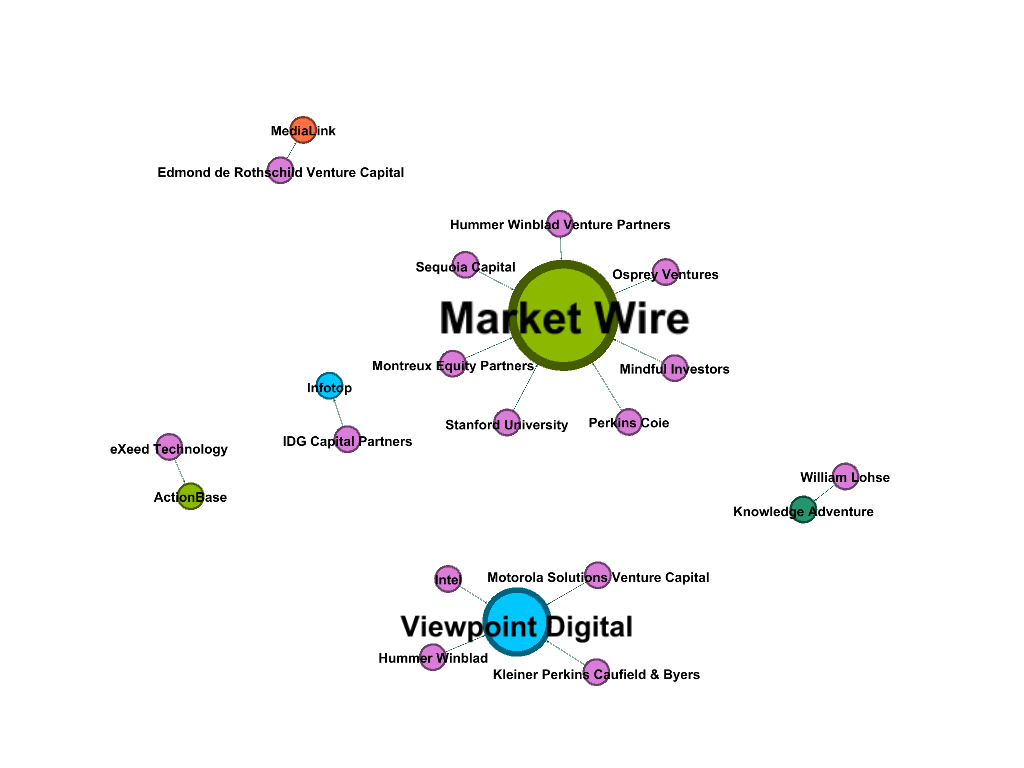 MediaLink
Edmond de Rothschild Venture Capital
Hummer Winblad Venture Partners
Sequoia Capital
Osprey Ventures
Market Wire
Montreux Equity Partners
Mindful Investors
Infotop
Stanford University
Perkins Coie
IDG Capital Partners
eXeed Technology
ActionBase
William Lohse
Knowledge Adventure
Intel
Motorola Solutions Venture Capital
Viewpoint Digital
Hummer Winblad
Kleiner Perkins Caufield & Byers